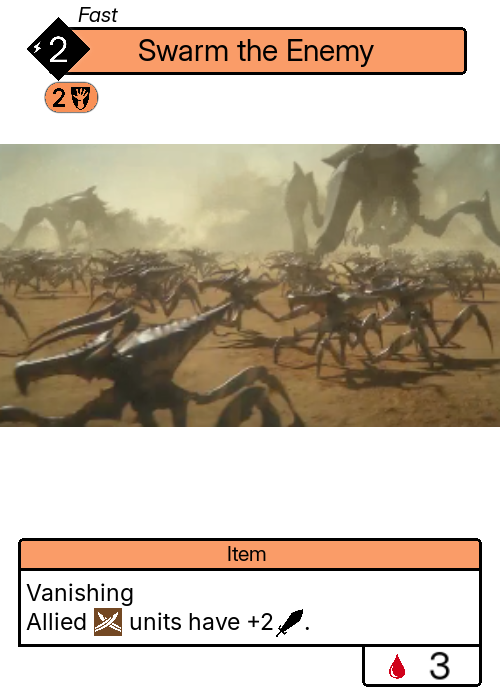 Fast
2
Swarm the Enemy
2
Item
Vanishing
Allied units have +2 .
3